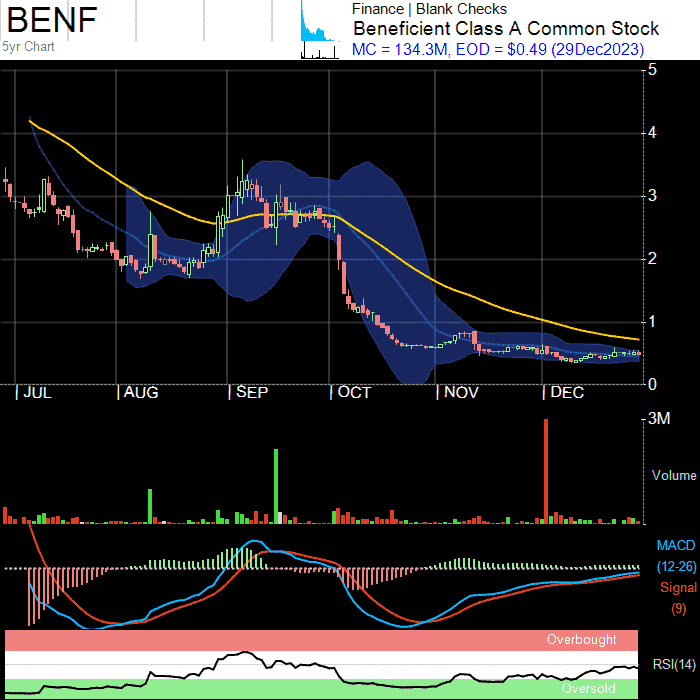 BENF
5yr Chart
Finance | Blank Checks
Beneficient Class A Common Stock
MC = 134.3M, EOD = $0.49 (29Dec2023)
5
4
3
2
1
0
JUL AUG SEP OCT NOV DEC
3M
Volume
MACD
(12-26)
Signal
(9)
Overbought
RSI(14)
Oversold